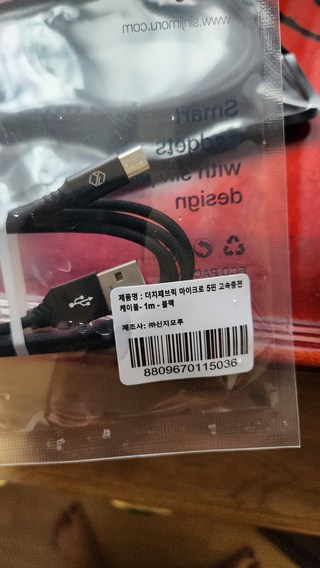 www.sinjimoru.com
Smart
Gadgets
with
design
ECO PAC
제품명 : 더치패브릭 마이크로 5핀 고속충전
케이블- 1m - 블랙
제조사: ㈜신지모루
8809670115036